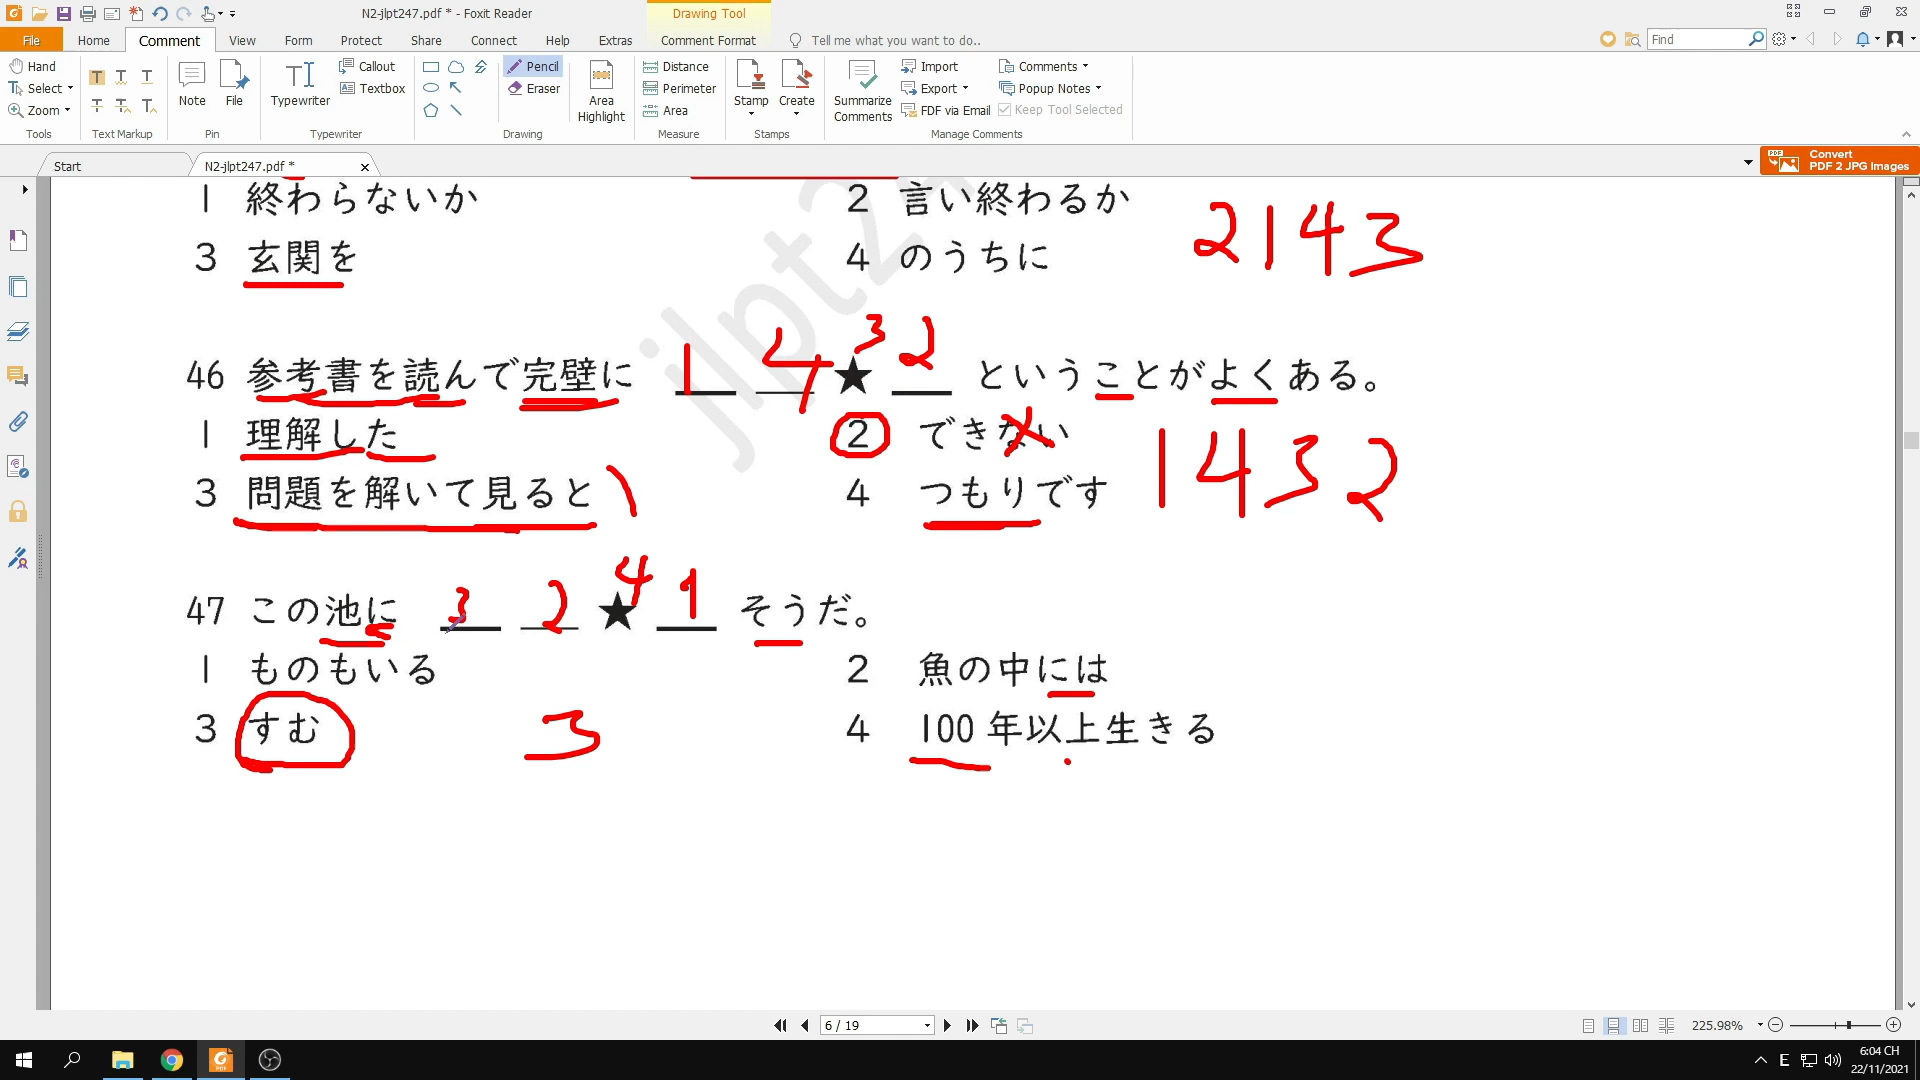 N2-jlpt247.pdf * - Foxit Reader
Drawing Tool
File Home Comment View Form Protect Share Connect Help Extras Comment Format Tell me what you want to do.. Find
Hand
Select
Zoom
Tools
Text Markup
Note File
Pin
Typewriter
Callout
Textbox
Typewriter
Pencil
Eraser
Drawing
Area Highlight
Distance
Perimeter
Area
Measure
Stamp Create
Stamps
Summarize Comments
Import
Export
FDF via Email
Comments
Popup Notes
Keep Tool Selected
Manage Comments
Start N2-jlpt247.pdf *
Convert
PDF 2 JPG Images
1 終わらないか 2 言い終わるか 2143
3 玄関を 4 のうちに
jlpt2
46 参考書を読んで完璧に 1 4 ★ 3 2 ということがよくある。
1 理解した 2 できない
3 問題を解いて見ると 4 つもりです 1432
47 この池に 3 2 ★ 4 1 そうだ。
1 ものもいる 2 魚の中には
3 すむ 3 4 100年以上生きる
6 / 19 225.98%
E 6:04 CH
22/11/2021